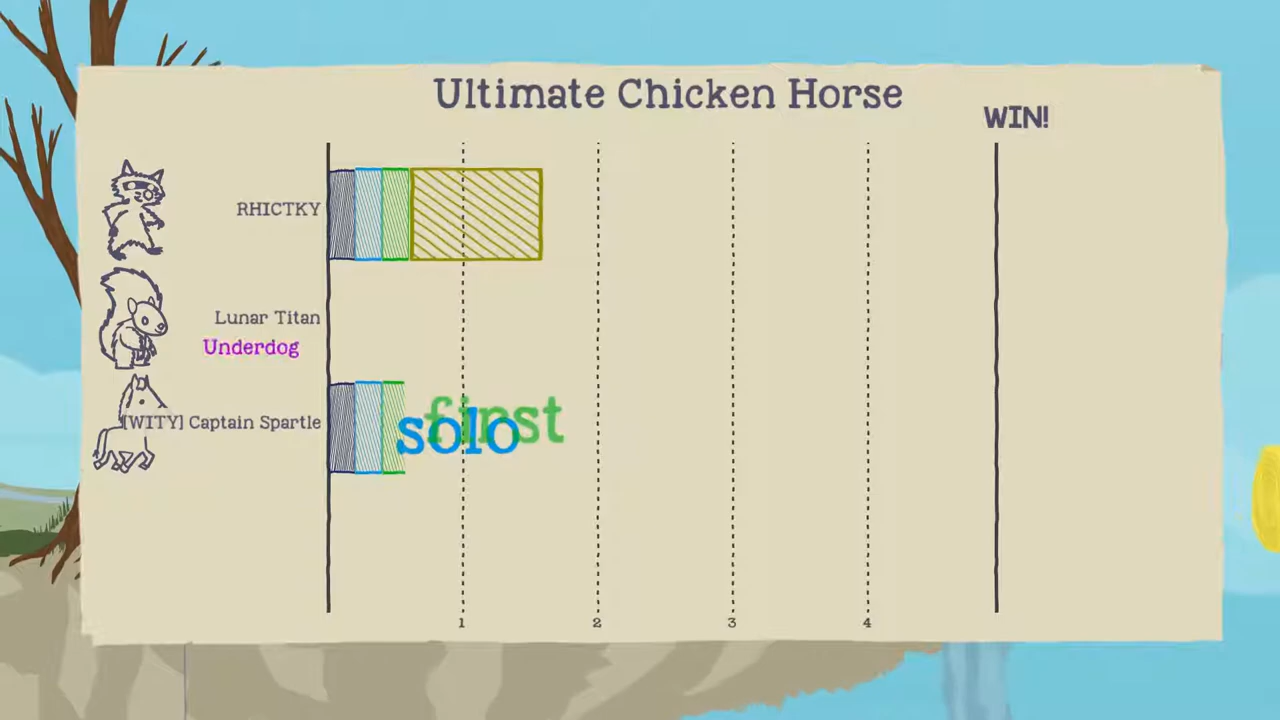 Ultimate Chicken Horse
WIN!
RHICTKY
Lunar Titan
Underdog
[WITY] Captain Spartle
first
solo
1 2 3 4